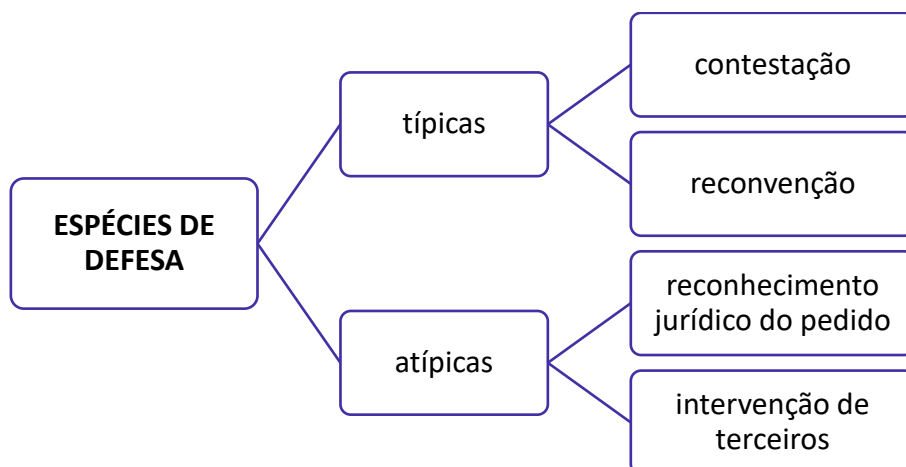 ESPÉCIES DE
DEFESA
típicas
contestação
reconvenção
atípicas
reconhecimento
jurídico do pedido
intervenção de
terceiros